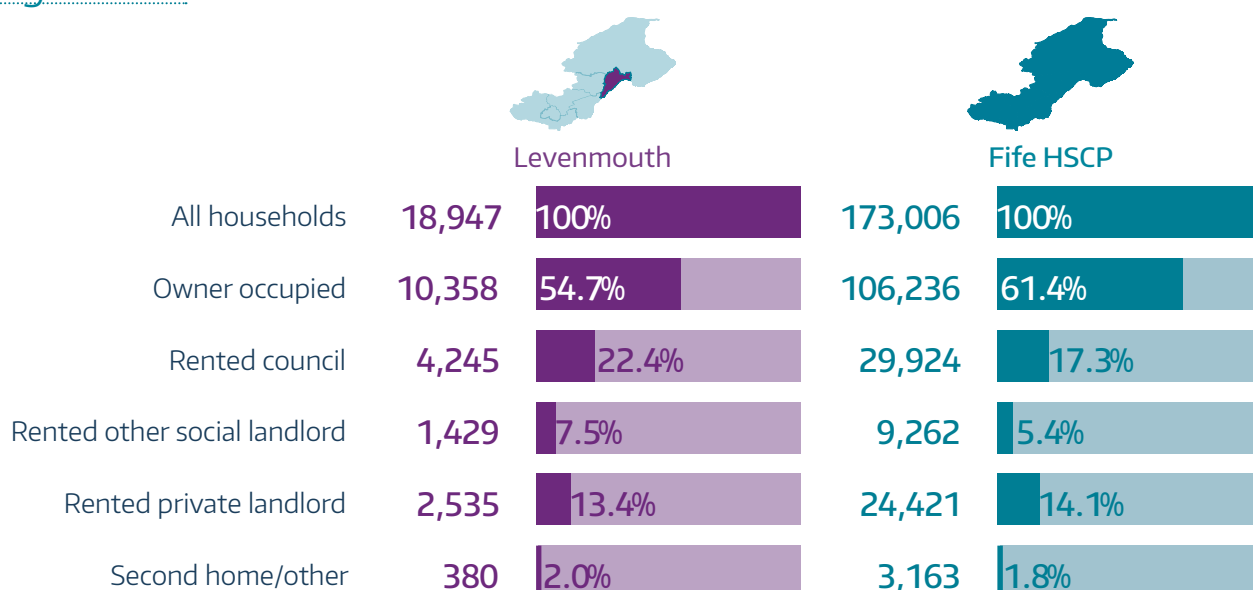 Levenmouth Fife HSCP
All households 18,947 100% 173,006 100%
Owner occupied 10,358 54.7% 106,236 61.4%
Rented council 4,245 22.4% 29,924 17.3%
Rented other social landlord 1,429 7.5% 9,262 5.4%
Rented private landlord 2,535 13.4% 24,421 14.1%
Second home/other 380 2.0% 3,163 1.8%